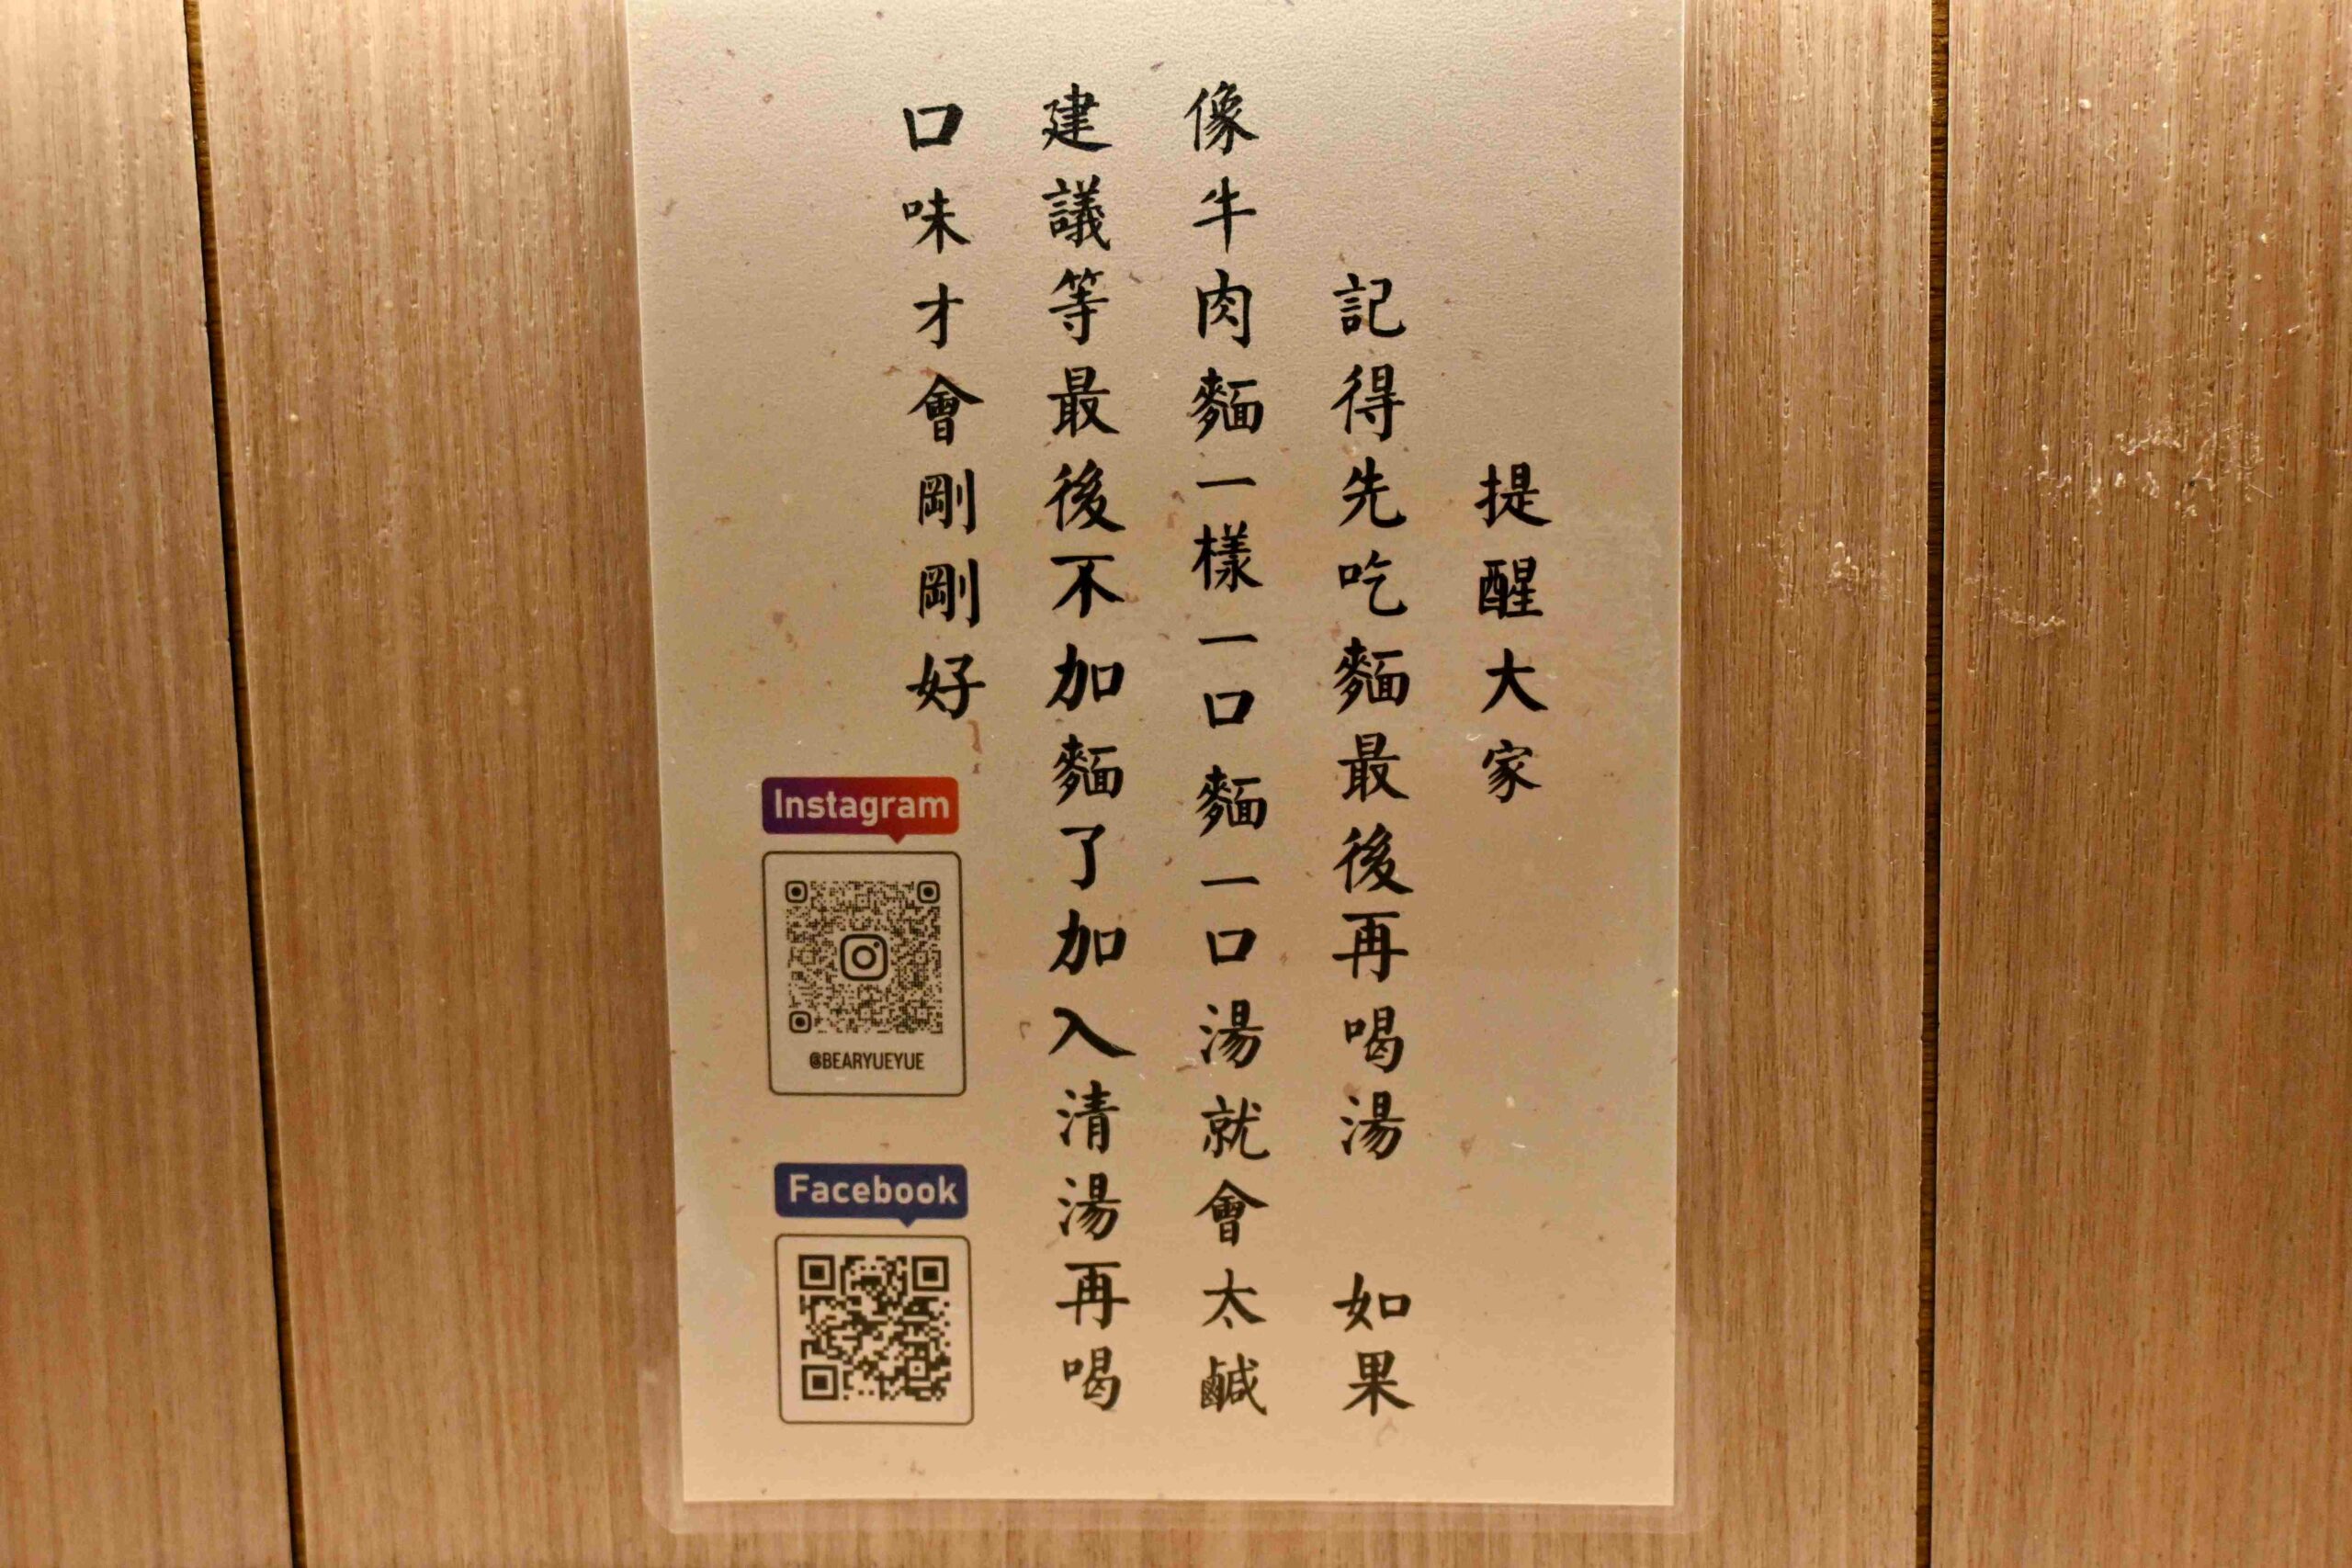 提醒大家
記得先吃麵最後再喝湯 如果
像牛肉麵一樣一口麵一口湯就會太鹹
建議等最後不加麵了加入清湯再喝
口味才會剛剛好
Instagram
@BEARYUEYUE
Facebook